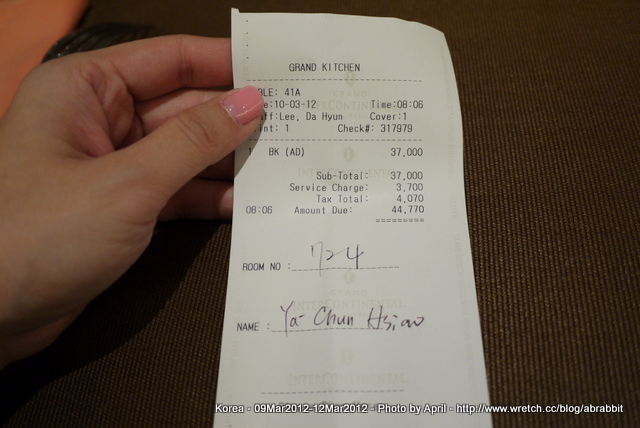 GRAND KITCHEN
BLE: 41A
e:10-03-12 Time:08:06
ff:Lee, Da Hyun Cover:1
int: 1 Check#: 317979
1 BK (AD) 37,000
Sub-Total: 37,000
Service Charge: 3,700
Tax Total: 4,070
08:06 Amount Due: 44,770
=========
ROOM NO : 724
GRAND
INTERCONTINENTAL
NAME : Ya-Chun Hsiao
INTERCONTINENTAL
Korea - 09Mar2012-12Mar2012 - Photo by April - http://www.wretch.cc/blog/abrabbit